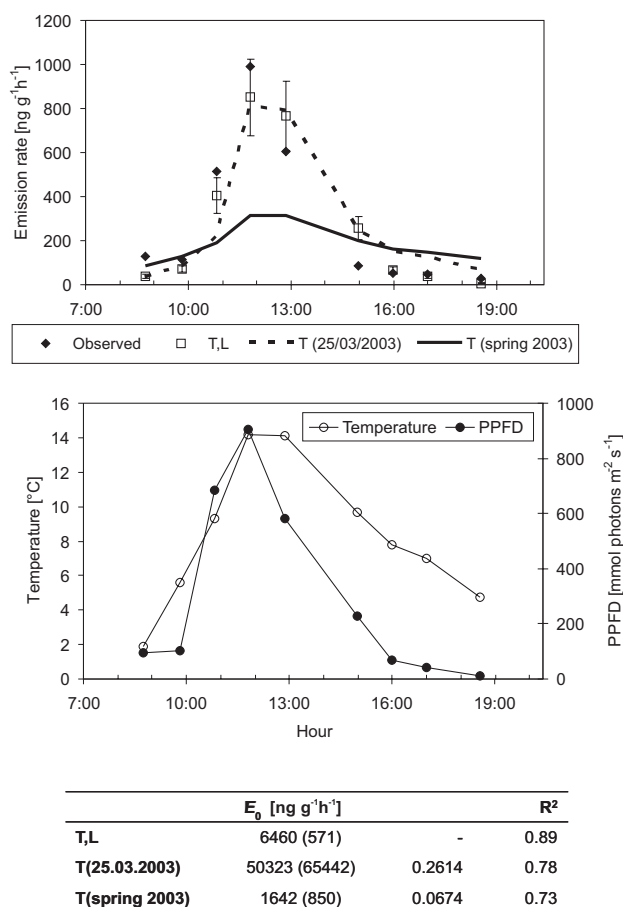 Emission rate [ng g⁻¹h⁻¹]
1200
1000
800
600
400
200
0
7:00 10:00 13:00 16:00 19:00
Observed T,L T (25/03/2003) T (spring 2003)
Temperature [°C]
16
14
12
10
8
6
4
2
0
Temperature PPFD
1000
800
600
400
200
0
PPFD [mmol photons m⁻² s⁻¹]
7:00 10:00 13:00 16:00 19:00
Hour
E₀ [ng g⁻¹h⁻¹] R²
T,L 6460 (571) - 0.89
T(25.03.2003) 50323 (65442) 0.2614 0.78
T(spring 2003) 1642 (850) 0.0674 0.73